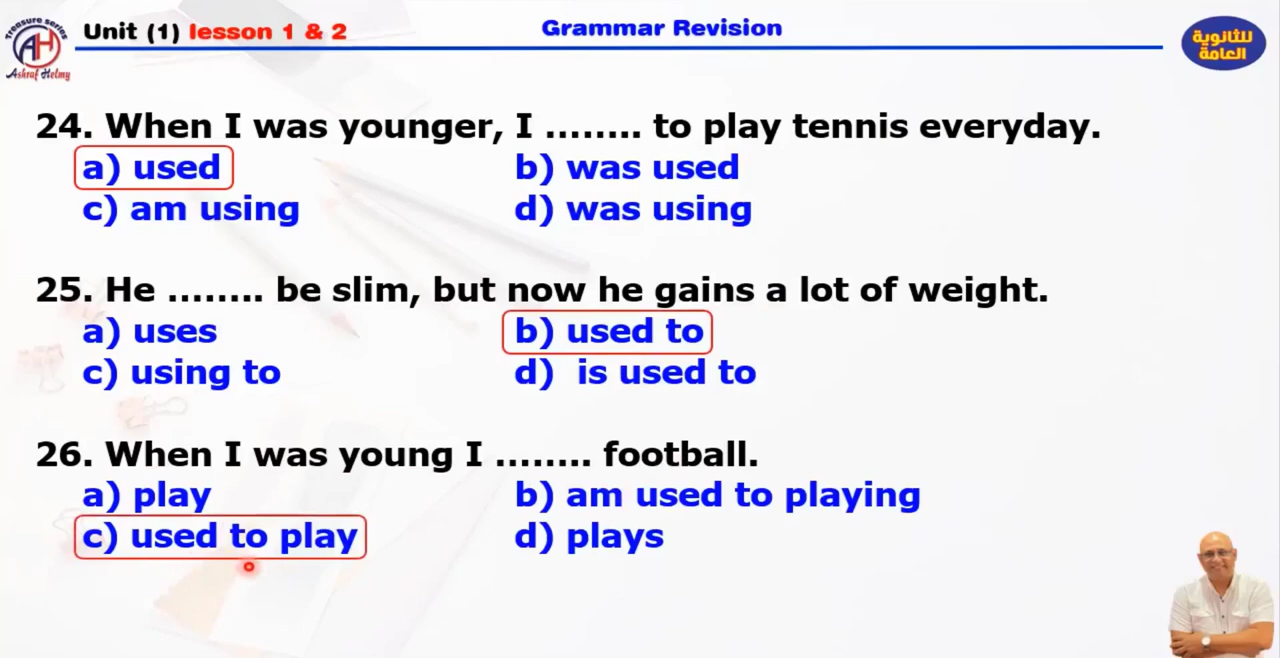 Treasure series
AH
Ashraf Helmy
Unit (1) lesson 1 & 2
Grammar Revision
للثانوية
العامة
24. When I was younger, I ........ to play tennis everyday.
a) used b) was used
c) am using d) was using
25. He ........ be slim, but now he gains a lot of weight.
a) uses b) used to
c) using to d) is used to
26. When I was young I ........ football.
a) play b) am used to playing
c) used to play d) plays